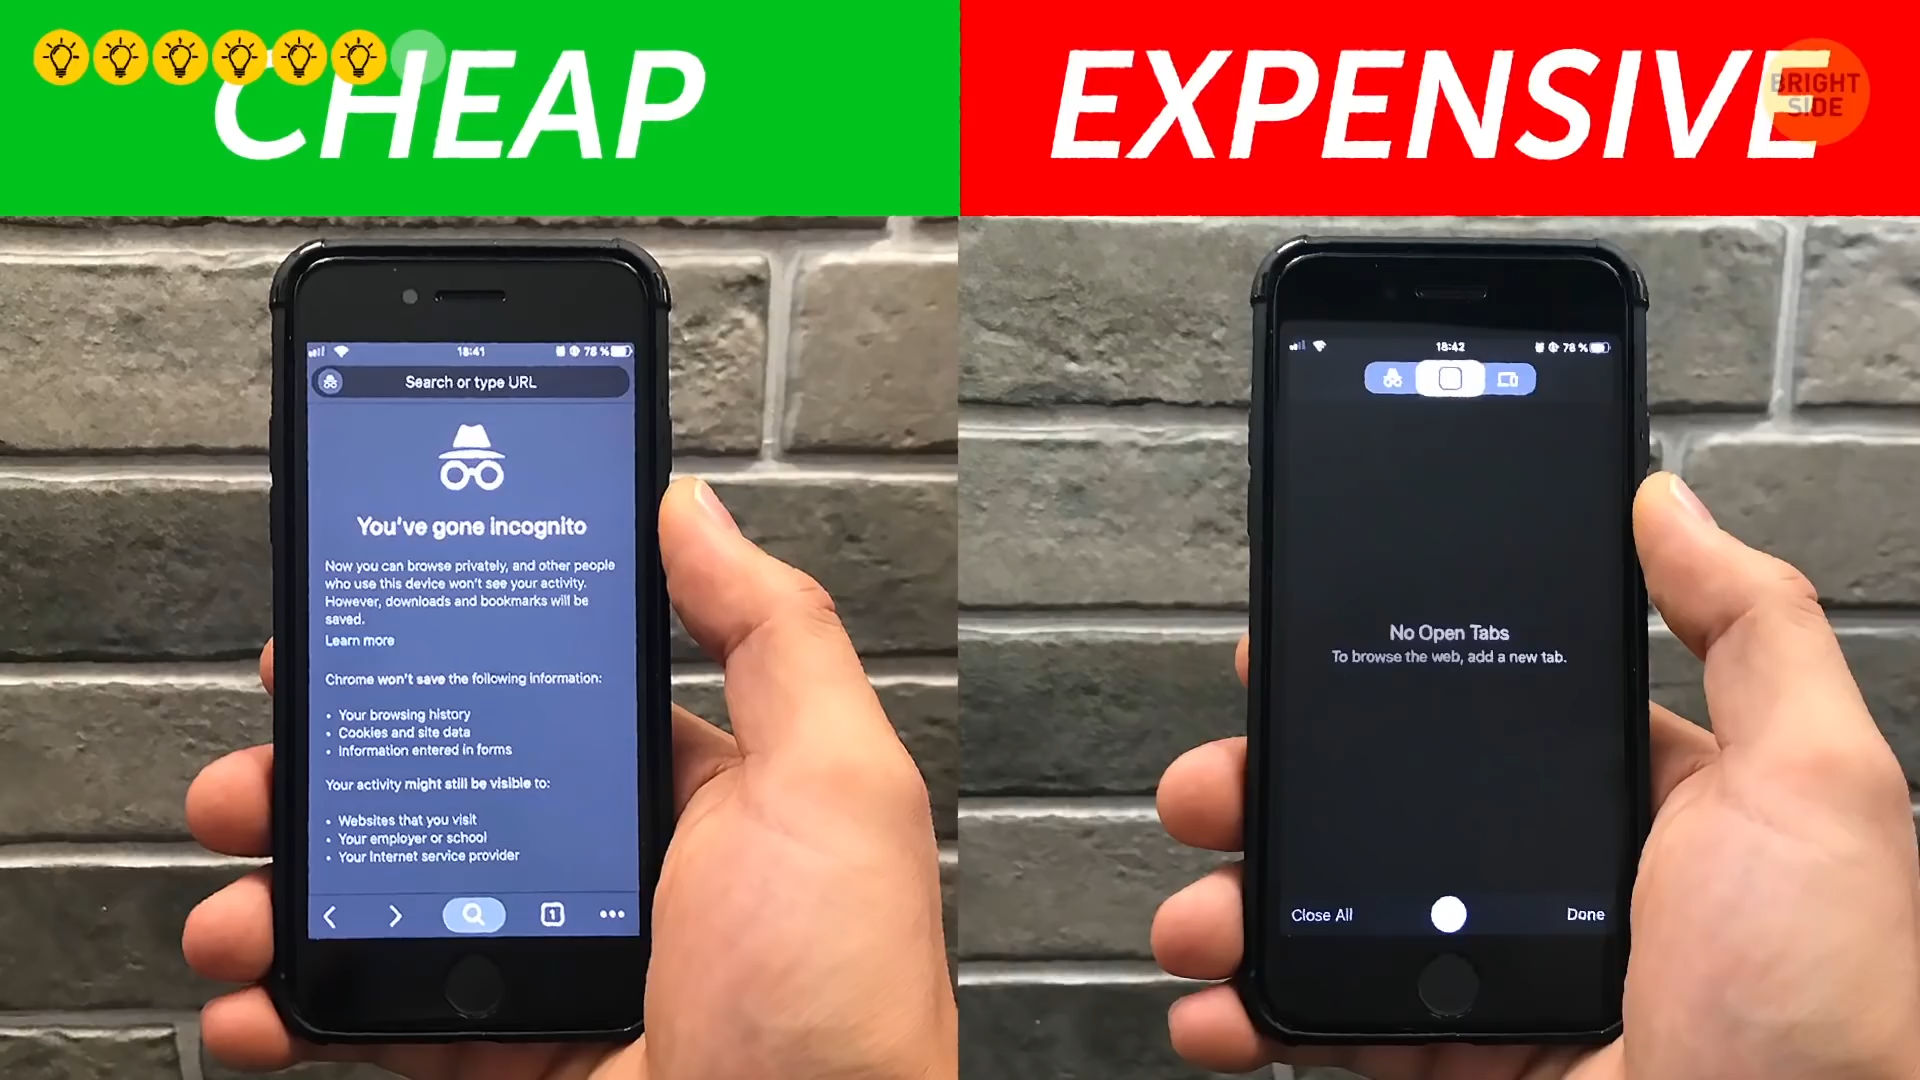 CHEAP
EXPENSIVE
BRIGHT
SIDE
18:41
78 %
Search or type URL
You've gone incognito
Now you can browse privately, and other people
who use this device won't see your activity.
However, downloads and bookmarks will be
saved.
Learn more
Chrome won't save the following information:
• Your browsing history
• Cookies and site data
• Information entered in forms
Your activity might still be visible to:
• Websites that you visit
• Your employer or school
• Your Internet service provider
1
18:42
78 %
No Open Tabs
To browse the web, add a new tab.
Close All
Done